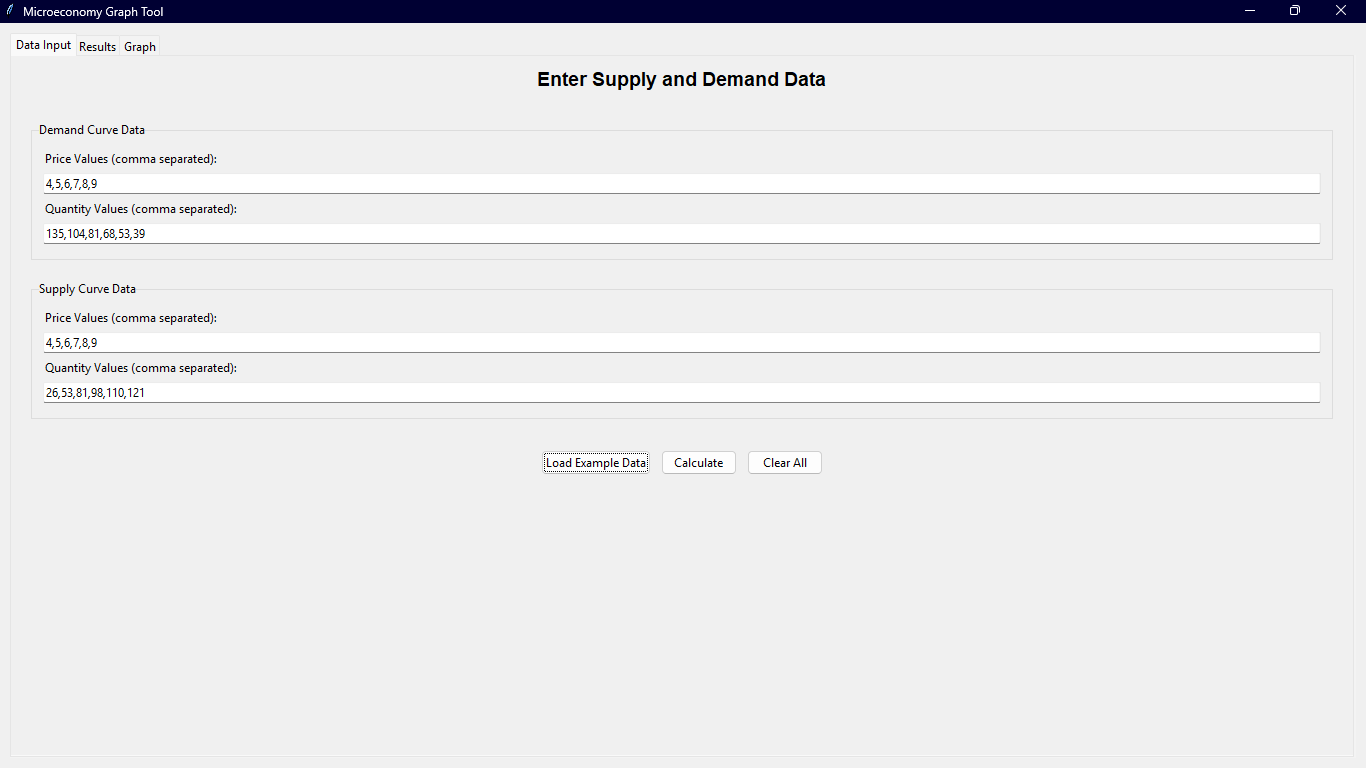 Microeconomy Graph Tool
Data Input Results Graph
Enter Supply and Demand Data
Demand Curve Data
Price Values (comma separated):
4,5,6,7,8,9
Quantity Values (comma separated):
135,104,81,68,53,39
Supply Curve Data
Price Values (comma separated):
4,5,6,7,8,9
Quantity Values (comma separated):
26,53,81,98,110,121
Load Example Data Calculate Clear All